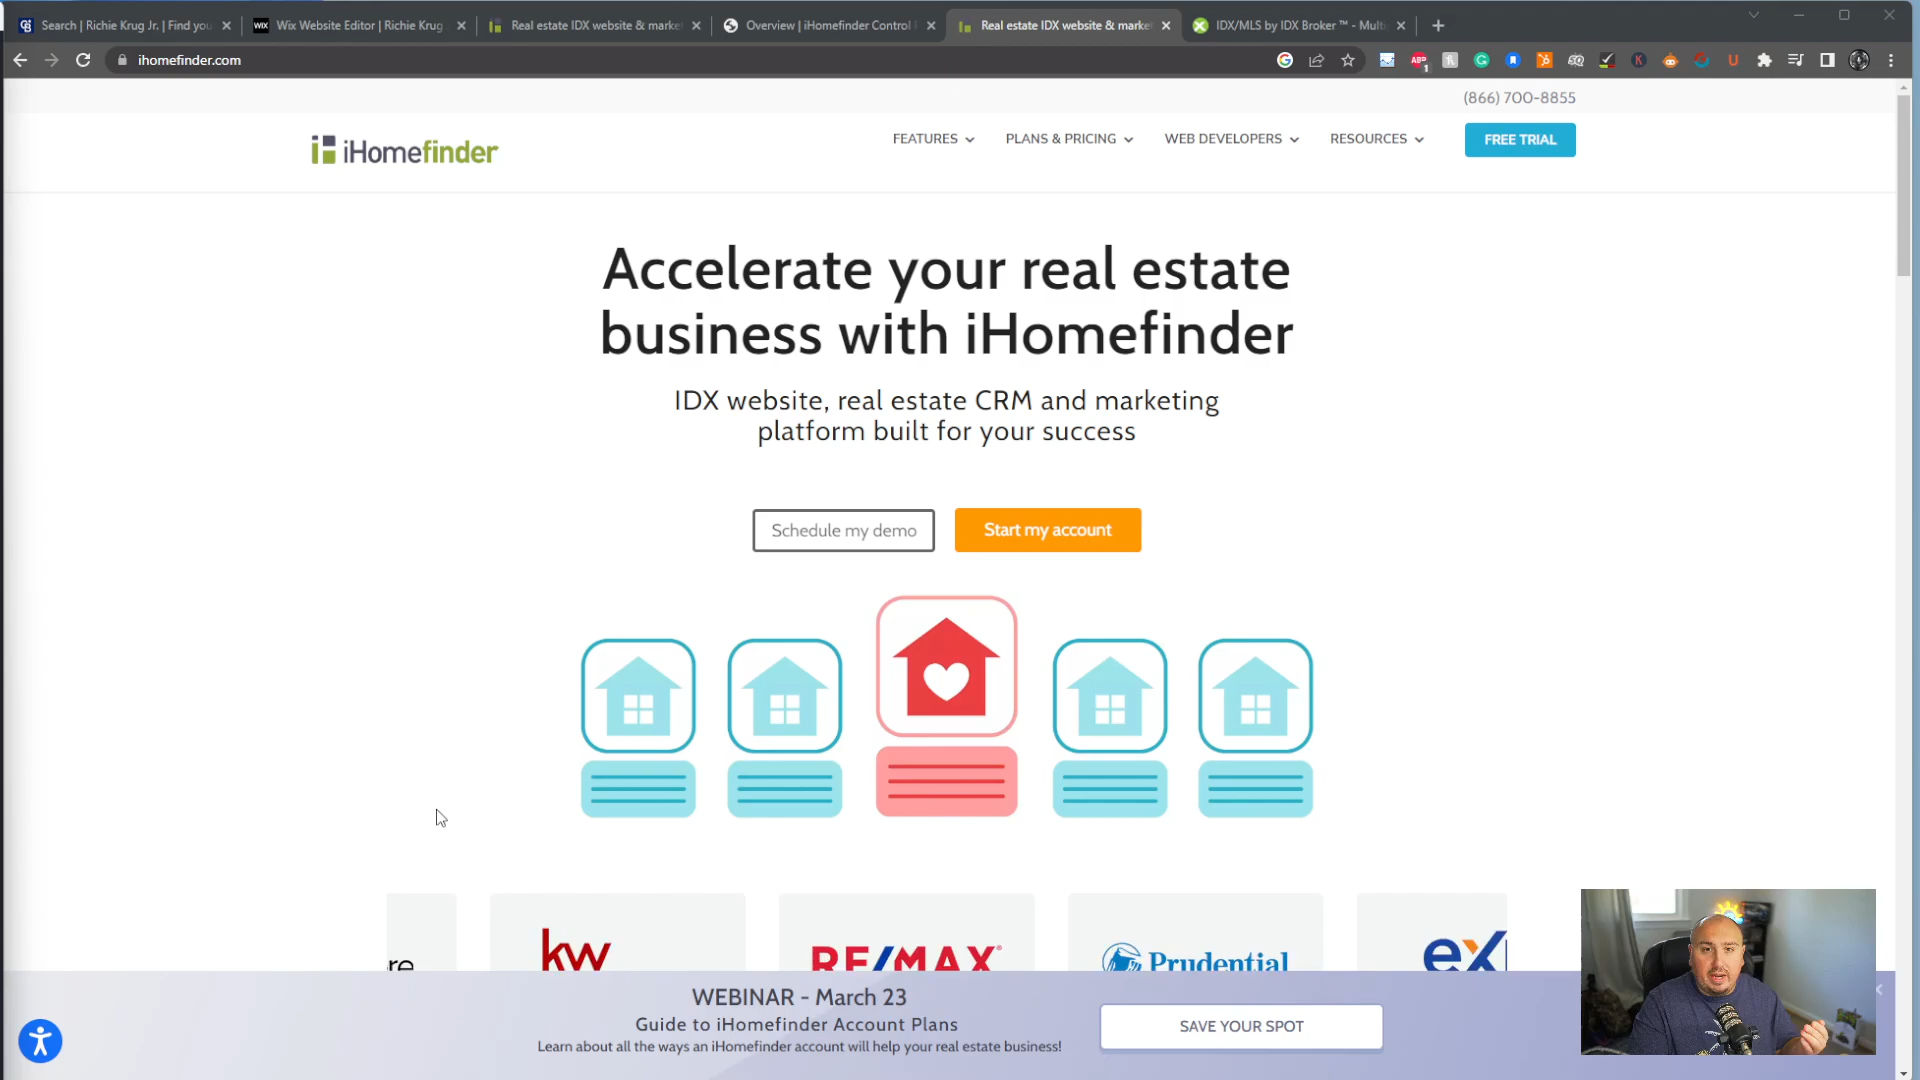 Search | Richie Krug Jr. | Find you
Wix Website Editor | Richie Krug
Real estate IDX website & marke
Overview | iHomefinder Control
Real estate IDX website & marke
IDX/MLS by IDX Broker ™ - Mult
ihomefinder.com
(866) 700-8855
iHomefinder
FEATURES
PLANS & PRICING
WEB DEVELOPERS
RESOURCES
FREE TRIAL
Accelerate your real estate
business with iHomefinder
IDX website, real estate CRM and marketing
platform built for your success
Schedule my demo
Start my account
re
kw
RE/MAX
Prudential
eX
WEBINAR - March 23
Guide to iHomefinder Account Plans
Learn about all the ways an iHomefinder account will help your real estate business!
SAVE YOUR SPOT